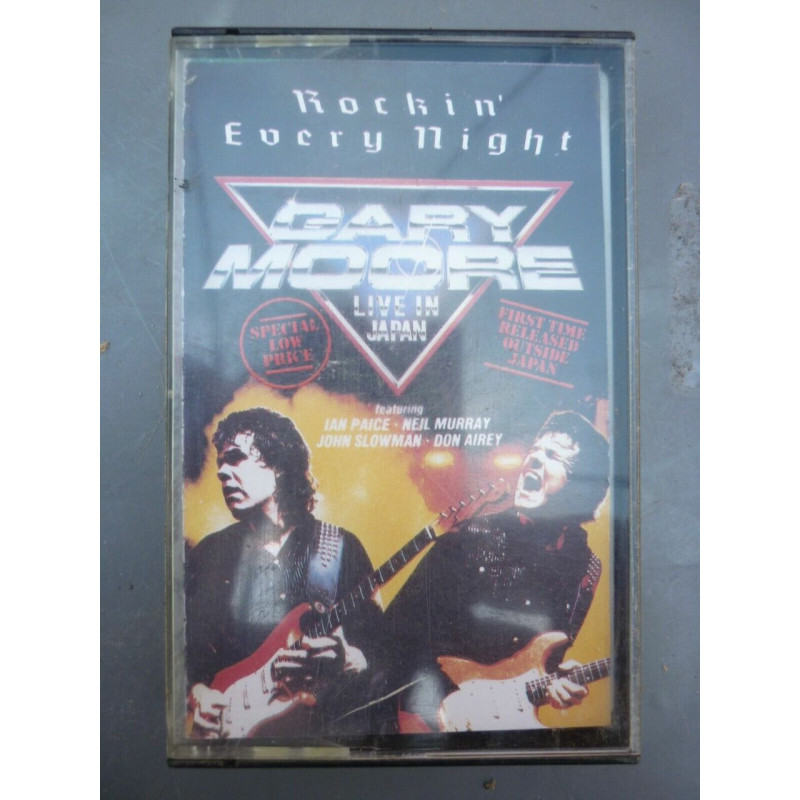 Rockin'
Every Night
GARY
MOORE
LIVE IN
JAPAN
SPECIAL
LOW
PRICE
FIRST TIME
RELEASED
OUTSIDE
JAPAN
featuring
IAN PAICE · NEIL MURRAY
JOHN SLOWMAN · DON AIREY